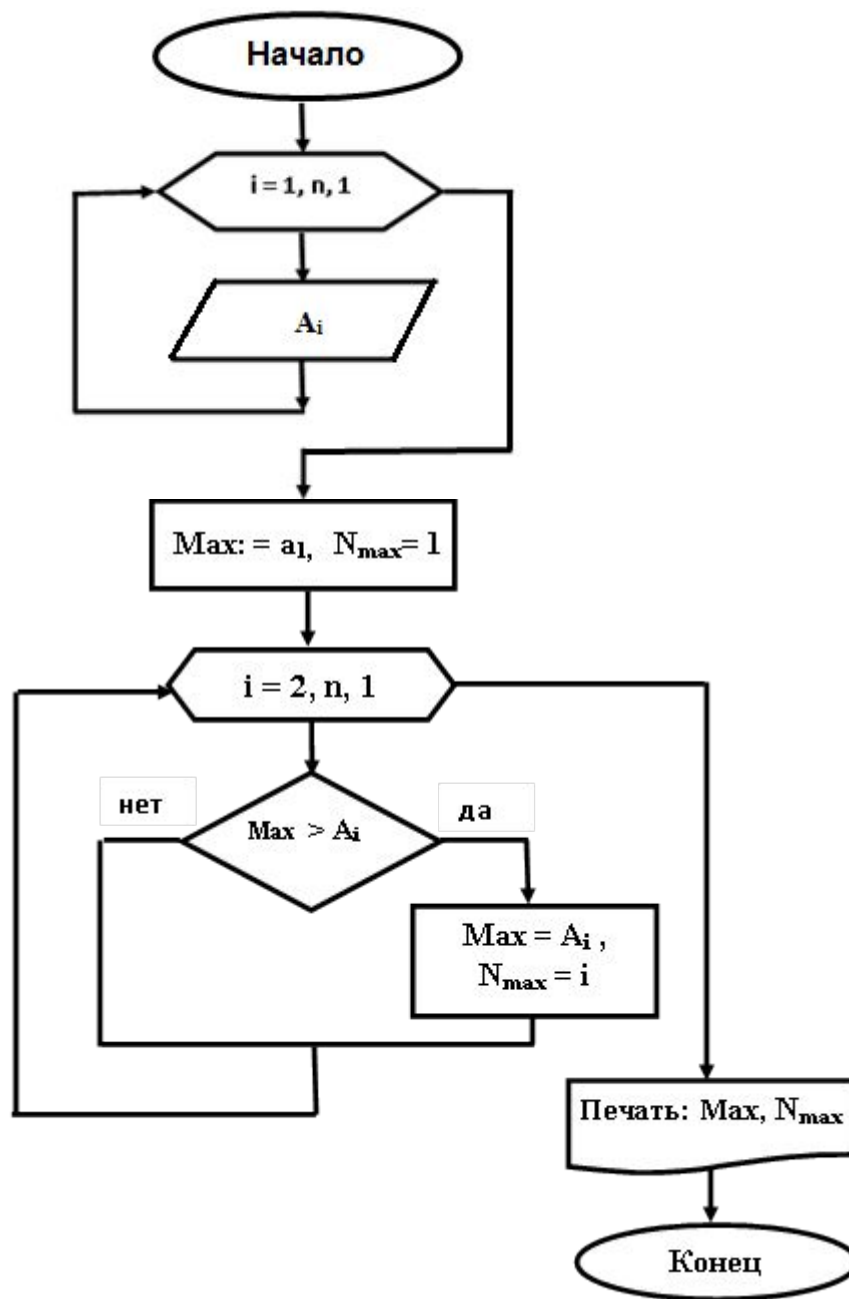 Начало
i = 1, n, 1
Ai
Max: = a1, Nmax= 1
i = 2, n, 1
нет
Max > Ai
да
Max = Ai ,
Nmax = i
Печать: Max, Nmax
Конец